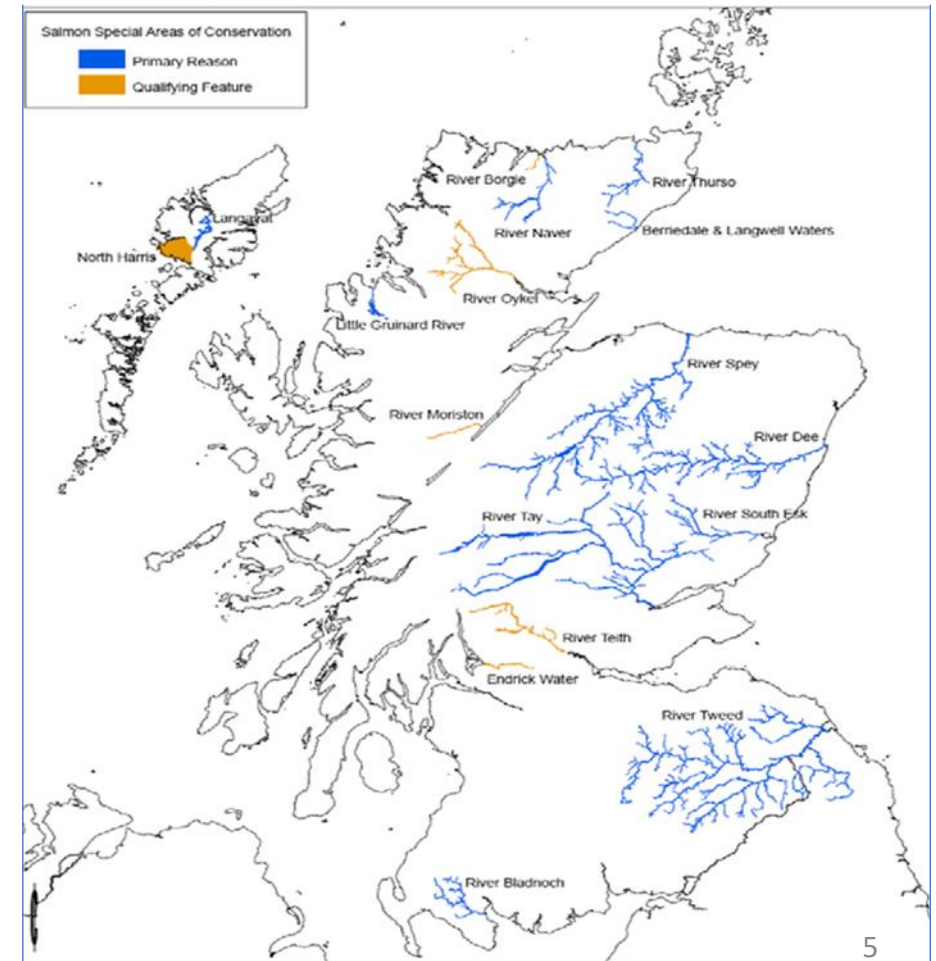 Salmon Special Areas of Conservation
Primary Reason
Qualifying Feature
River Borgie
River Thurso
Langavat
River Naver
Berriedale & Langwell Waters
North Harris
River Oykel
Little Gruinard River
River Spey
River Moriston
River Dee
River Tay
River South Esk
River Teith
Endrick Water
River Tweed
River Bladnoch
5